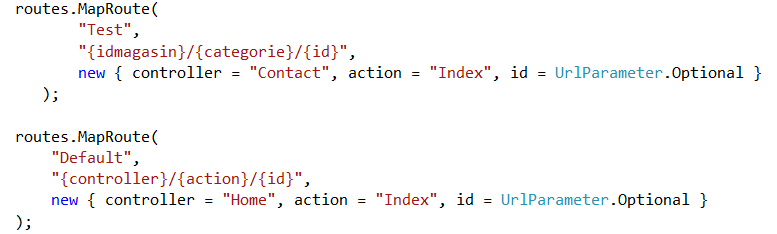 routes.MapRoute(
"Test",
"{idmagasin}/{categorie}/{id}",
new { controller = "Contact", action = "Index", id = UrlParameter.Optional }
);
routes.MapRoute(
"Default",
"{controller}/{action}/{id}",
new { controller = "Home", action = "Index", id = UrlParameter.Optional }
);